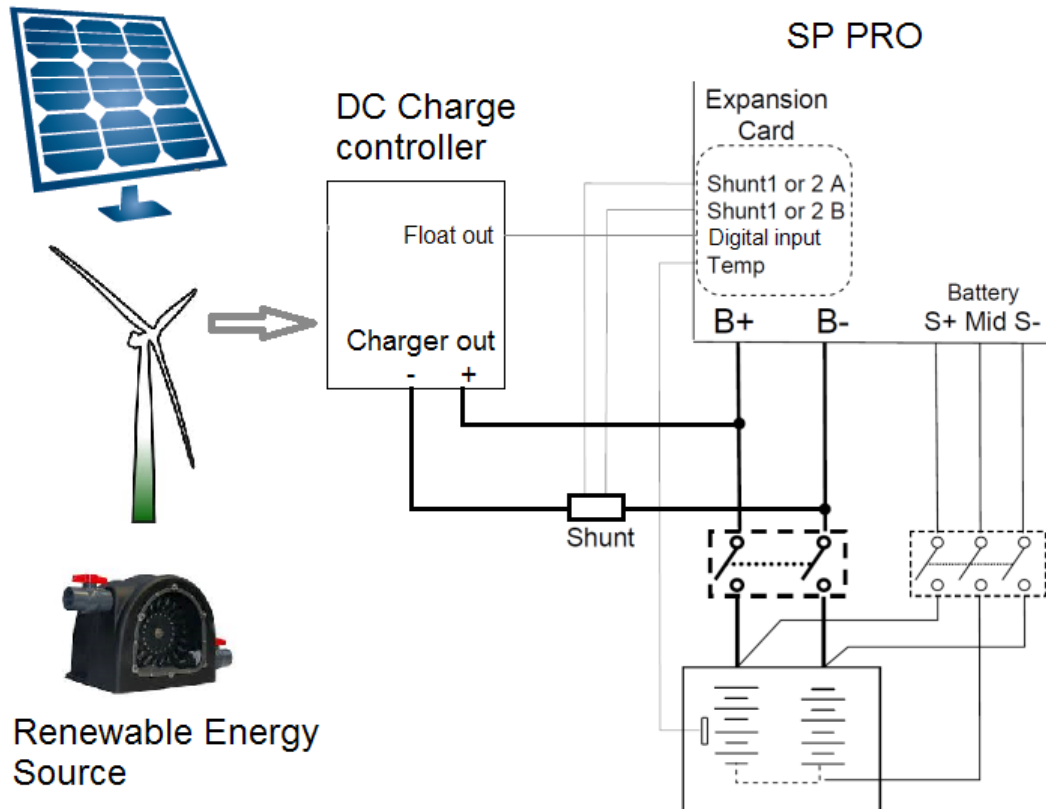 SP PRO
DC Charge
controller
Expansion
Card
Shunt1 or 2 A
Shunt1 or 2 B
Digital input
Temp
Float out
Charger out
- +
B+ B-
Battery
S+ Mid S-
Shunt
Renewable Energy
Source